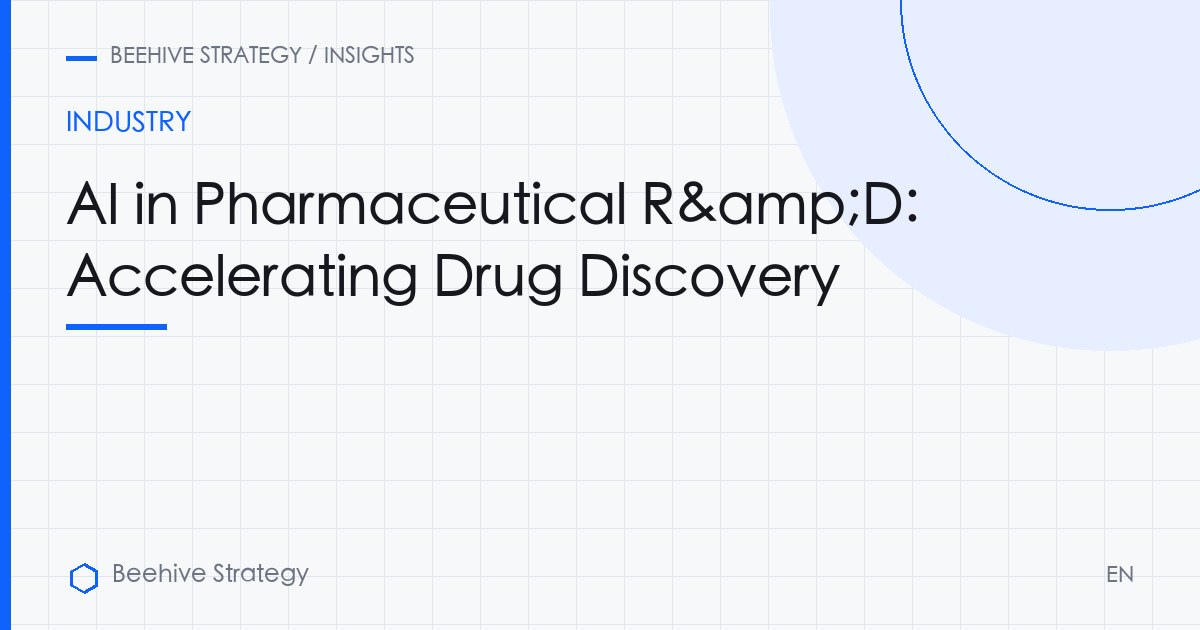 BEEHIVE STRATEGY / INSIGHTS
INDUSTRY
AI in Pharmaceutical R&amp;D:
Accelerating Drug Discovery
Beehive Strategy
EN